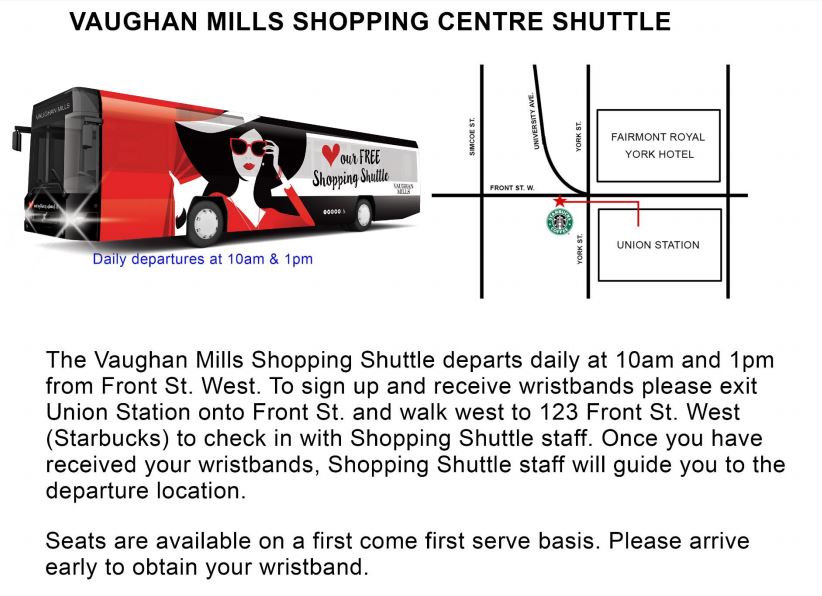 VAUGHAN MILLS SHOPPING CENTRE SHUTTLE
VAUGHAN MILLS
our FREE
Shopping Shuttle
VAUGHAN
MILLS
Daily departures at 10am & 1pm
SIMCOE ST.
UNIVERSITY AVE.
YORK ST.
FAIRMONT ROYAL
YORK HOTEL
FRONT ST. W.
STARBUCKS
COFFEE
YORK ST.
UNION STATION
The Vaughan Mills Shopping Shuttle departs daily at 10am and 1pm
from Front St. West. To sign up and receive wristbands please exit
Union Station onto Front St. and walk west to 123 Front St. West
(Starbucks) to check in with Shopping Shuttle staff. Once you have
received your wristbands, Shopping Shuttle staff will guide you to the
departure location.
Seats are available on a first come first serve basis. Please arrive
early to obtain your wristband.